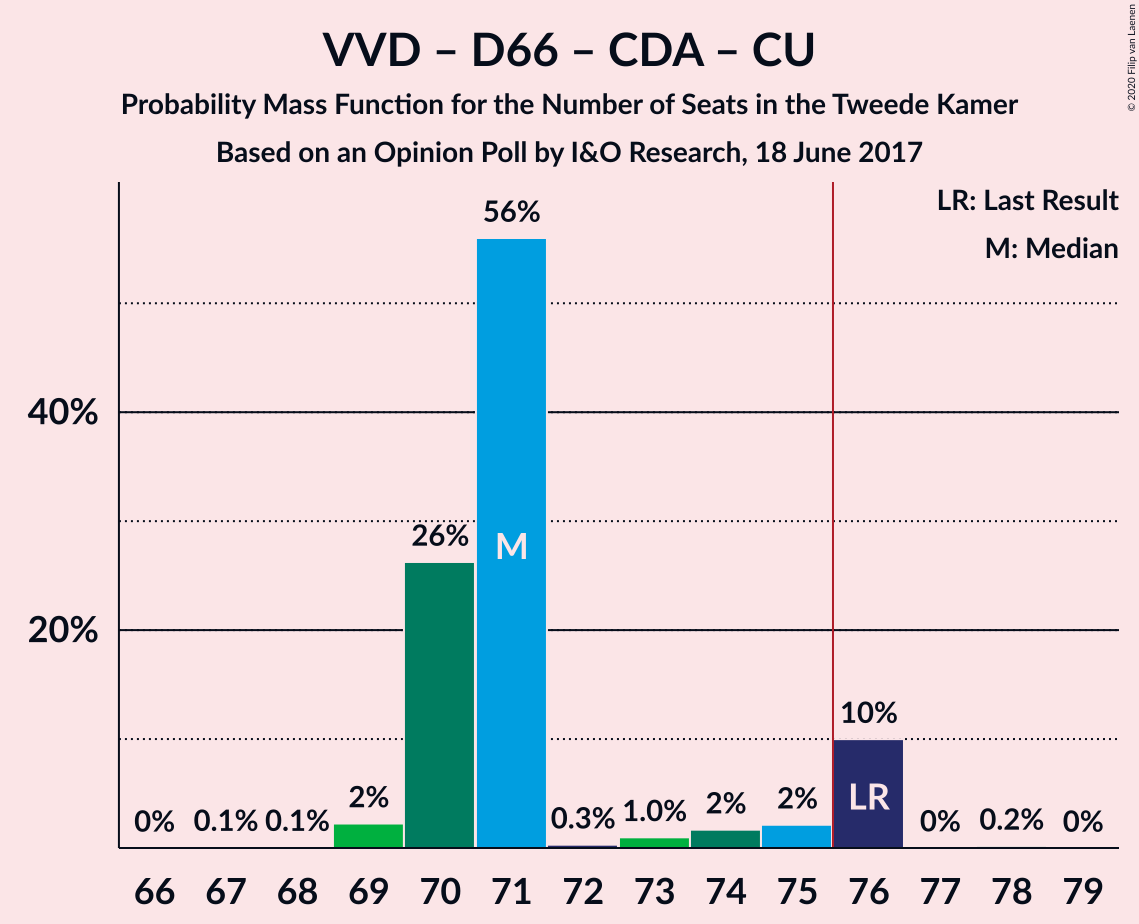 VVD – D66 – CDA – CU
Probability Mass Function for the Number of Seats in the Tweede Kamer
Based on an Opinion Poll by I&O Research, 18 June 2017
© 2020 Filip van Laenen
LR: Last Result
M: Median
40%
20%
0%
0.1%
0.1%
2%
26%
56%
M
0.3%
1.0%
2%
2%
10%
LR
0%
0.2%
0%
66 67 68 69 70 71 72 73 74 75 76 77 78 79